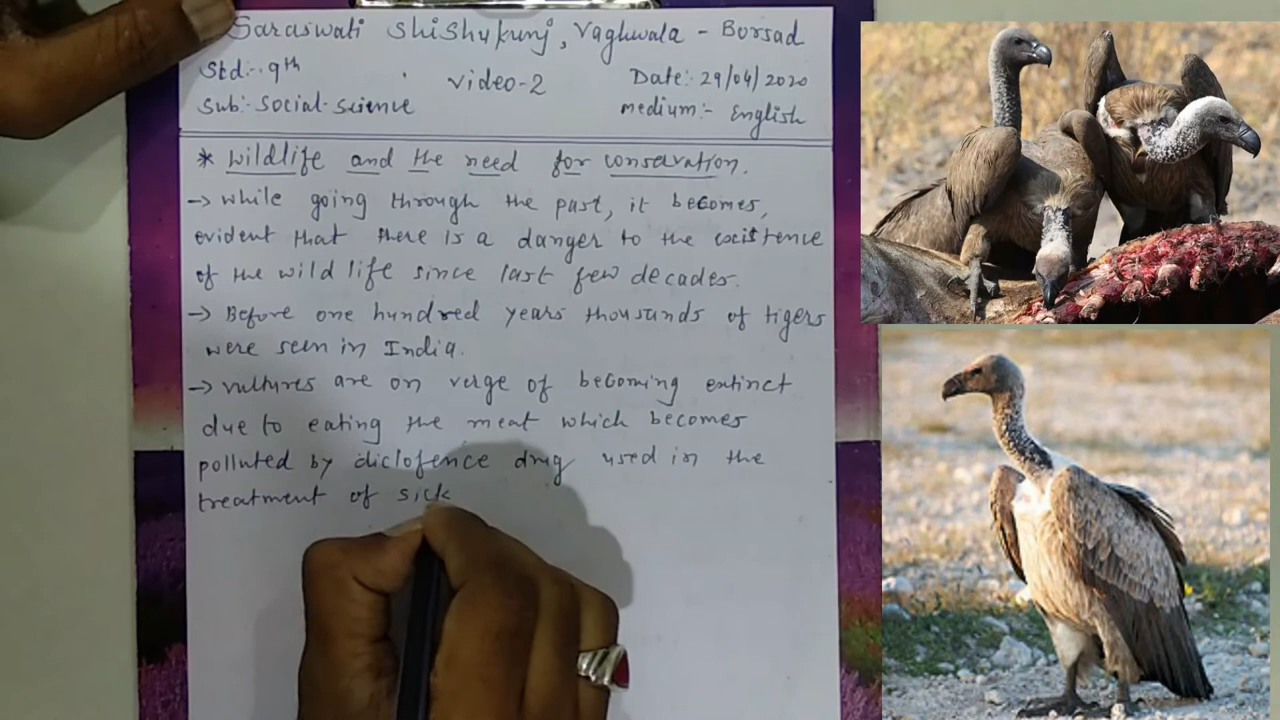 Saraswati Shishukunj, Vaghwala - Borsad
Std:- 9th
Video-2
Date:- 29/04/2020
Sub:- Social-Science
medium:- English
* Wildlife and the need for conservation.
→ While going through the past, it becomes,
evident that there is a danger to the existence
of the wild life since last few decades.
→ Before one hundred years thousands of tigers
were seen in India.
→ vultures are on verge of becoming extinct
due to eating the meat which becomes
polluted by diclofence drug used in the
treatment of sick